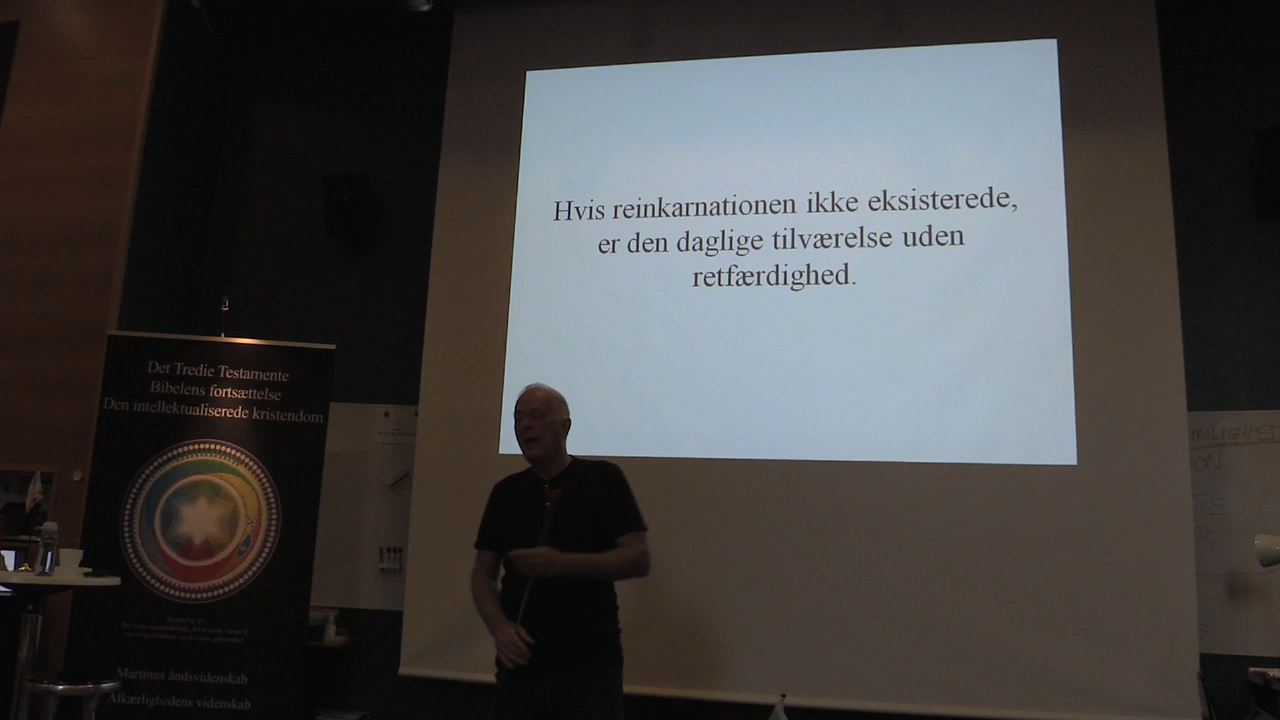 Hvis reinkarnationen ikke eksisterede,
er den daglige tilværelse uden
retfærdighed.
Det Tredie Testamente
Bibelens fortsættelse
Den intellektualiserede kristendom
Martinus åndsvidenskab
Alkærlighedens videnskab